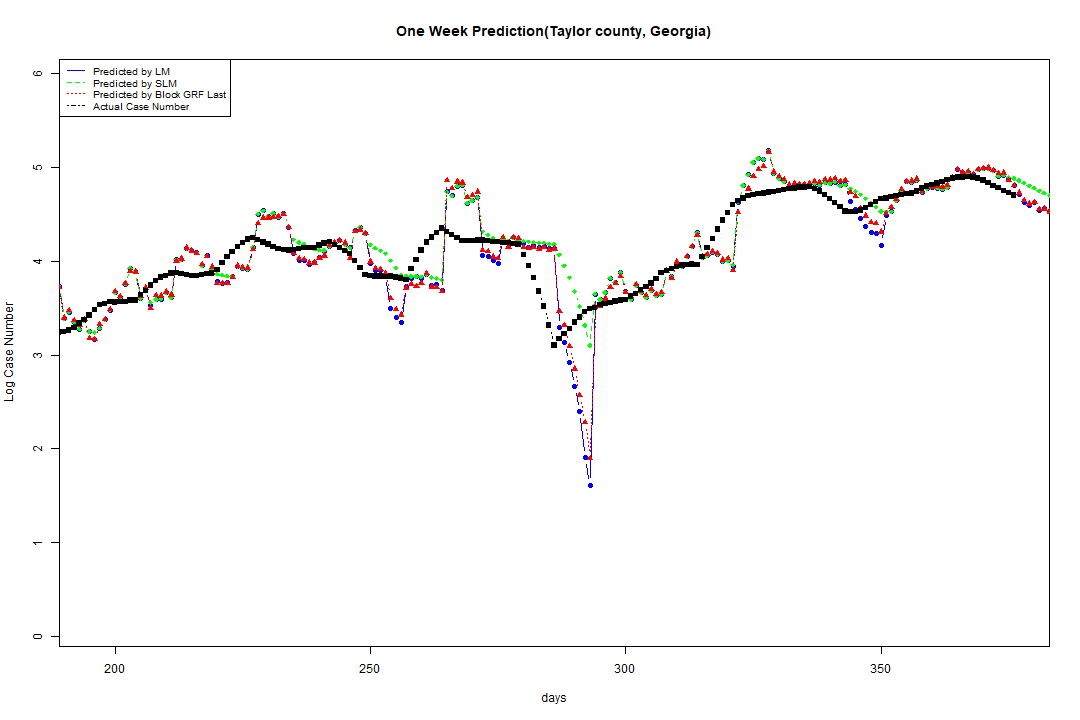 One Week Prediction(Taylor county, Georgia)
Predicted by LM
Predicted by SLM
Predicted by Block GRF Last
Actual Case Number
6
5
4
3
2
1
0
Log Case Number
200 250 300 350
days